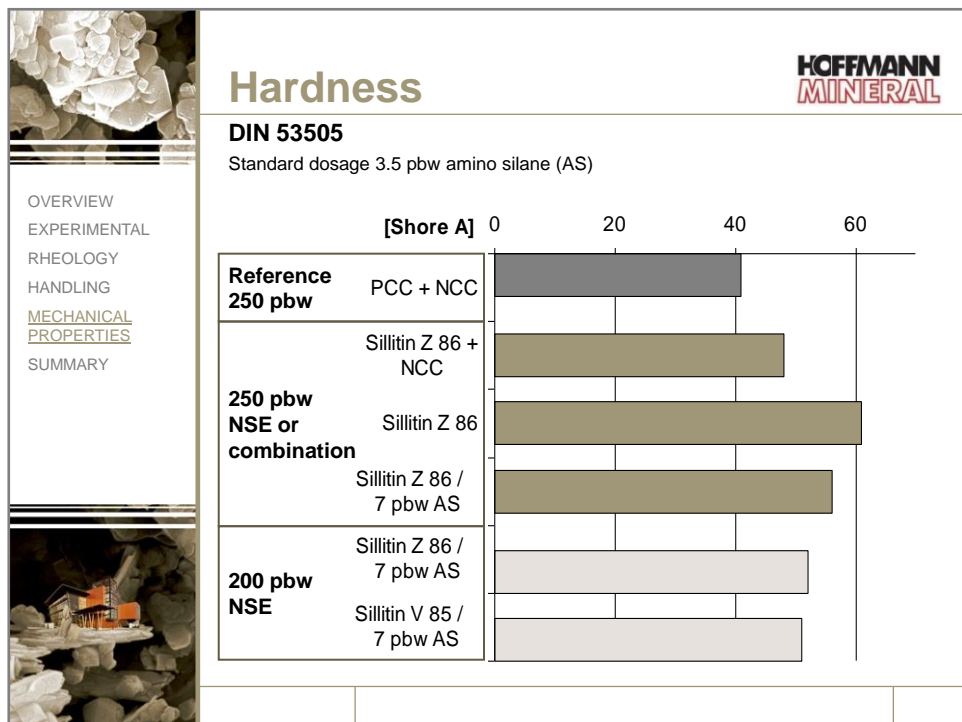 Hardness
HOFFMANN
MINERAL
DIN 53505
Standard dosage 3.5 pbw amino silane (AS)
OVERVIEW
EXPERIMENTAL
RHEOLOGY
HANDLING
MECHANICAL
PROPERTIES
SUMMARY
[Shore A] 0 20 40 60
Reference
250 pbw
PCC + NCC
250 pbw
NSE or
combination
Sillitin Z 86 +
NCC
Sillitin Z 86
Sillitin Z 86 /
7 pbw AS
200 pbw
NSE
Sillitin Z 86 /
7 pbw AS
Sillitin V 85 /
7 pbw AS